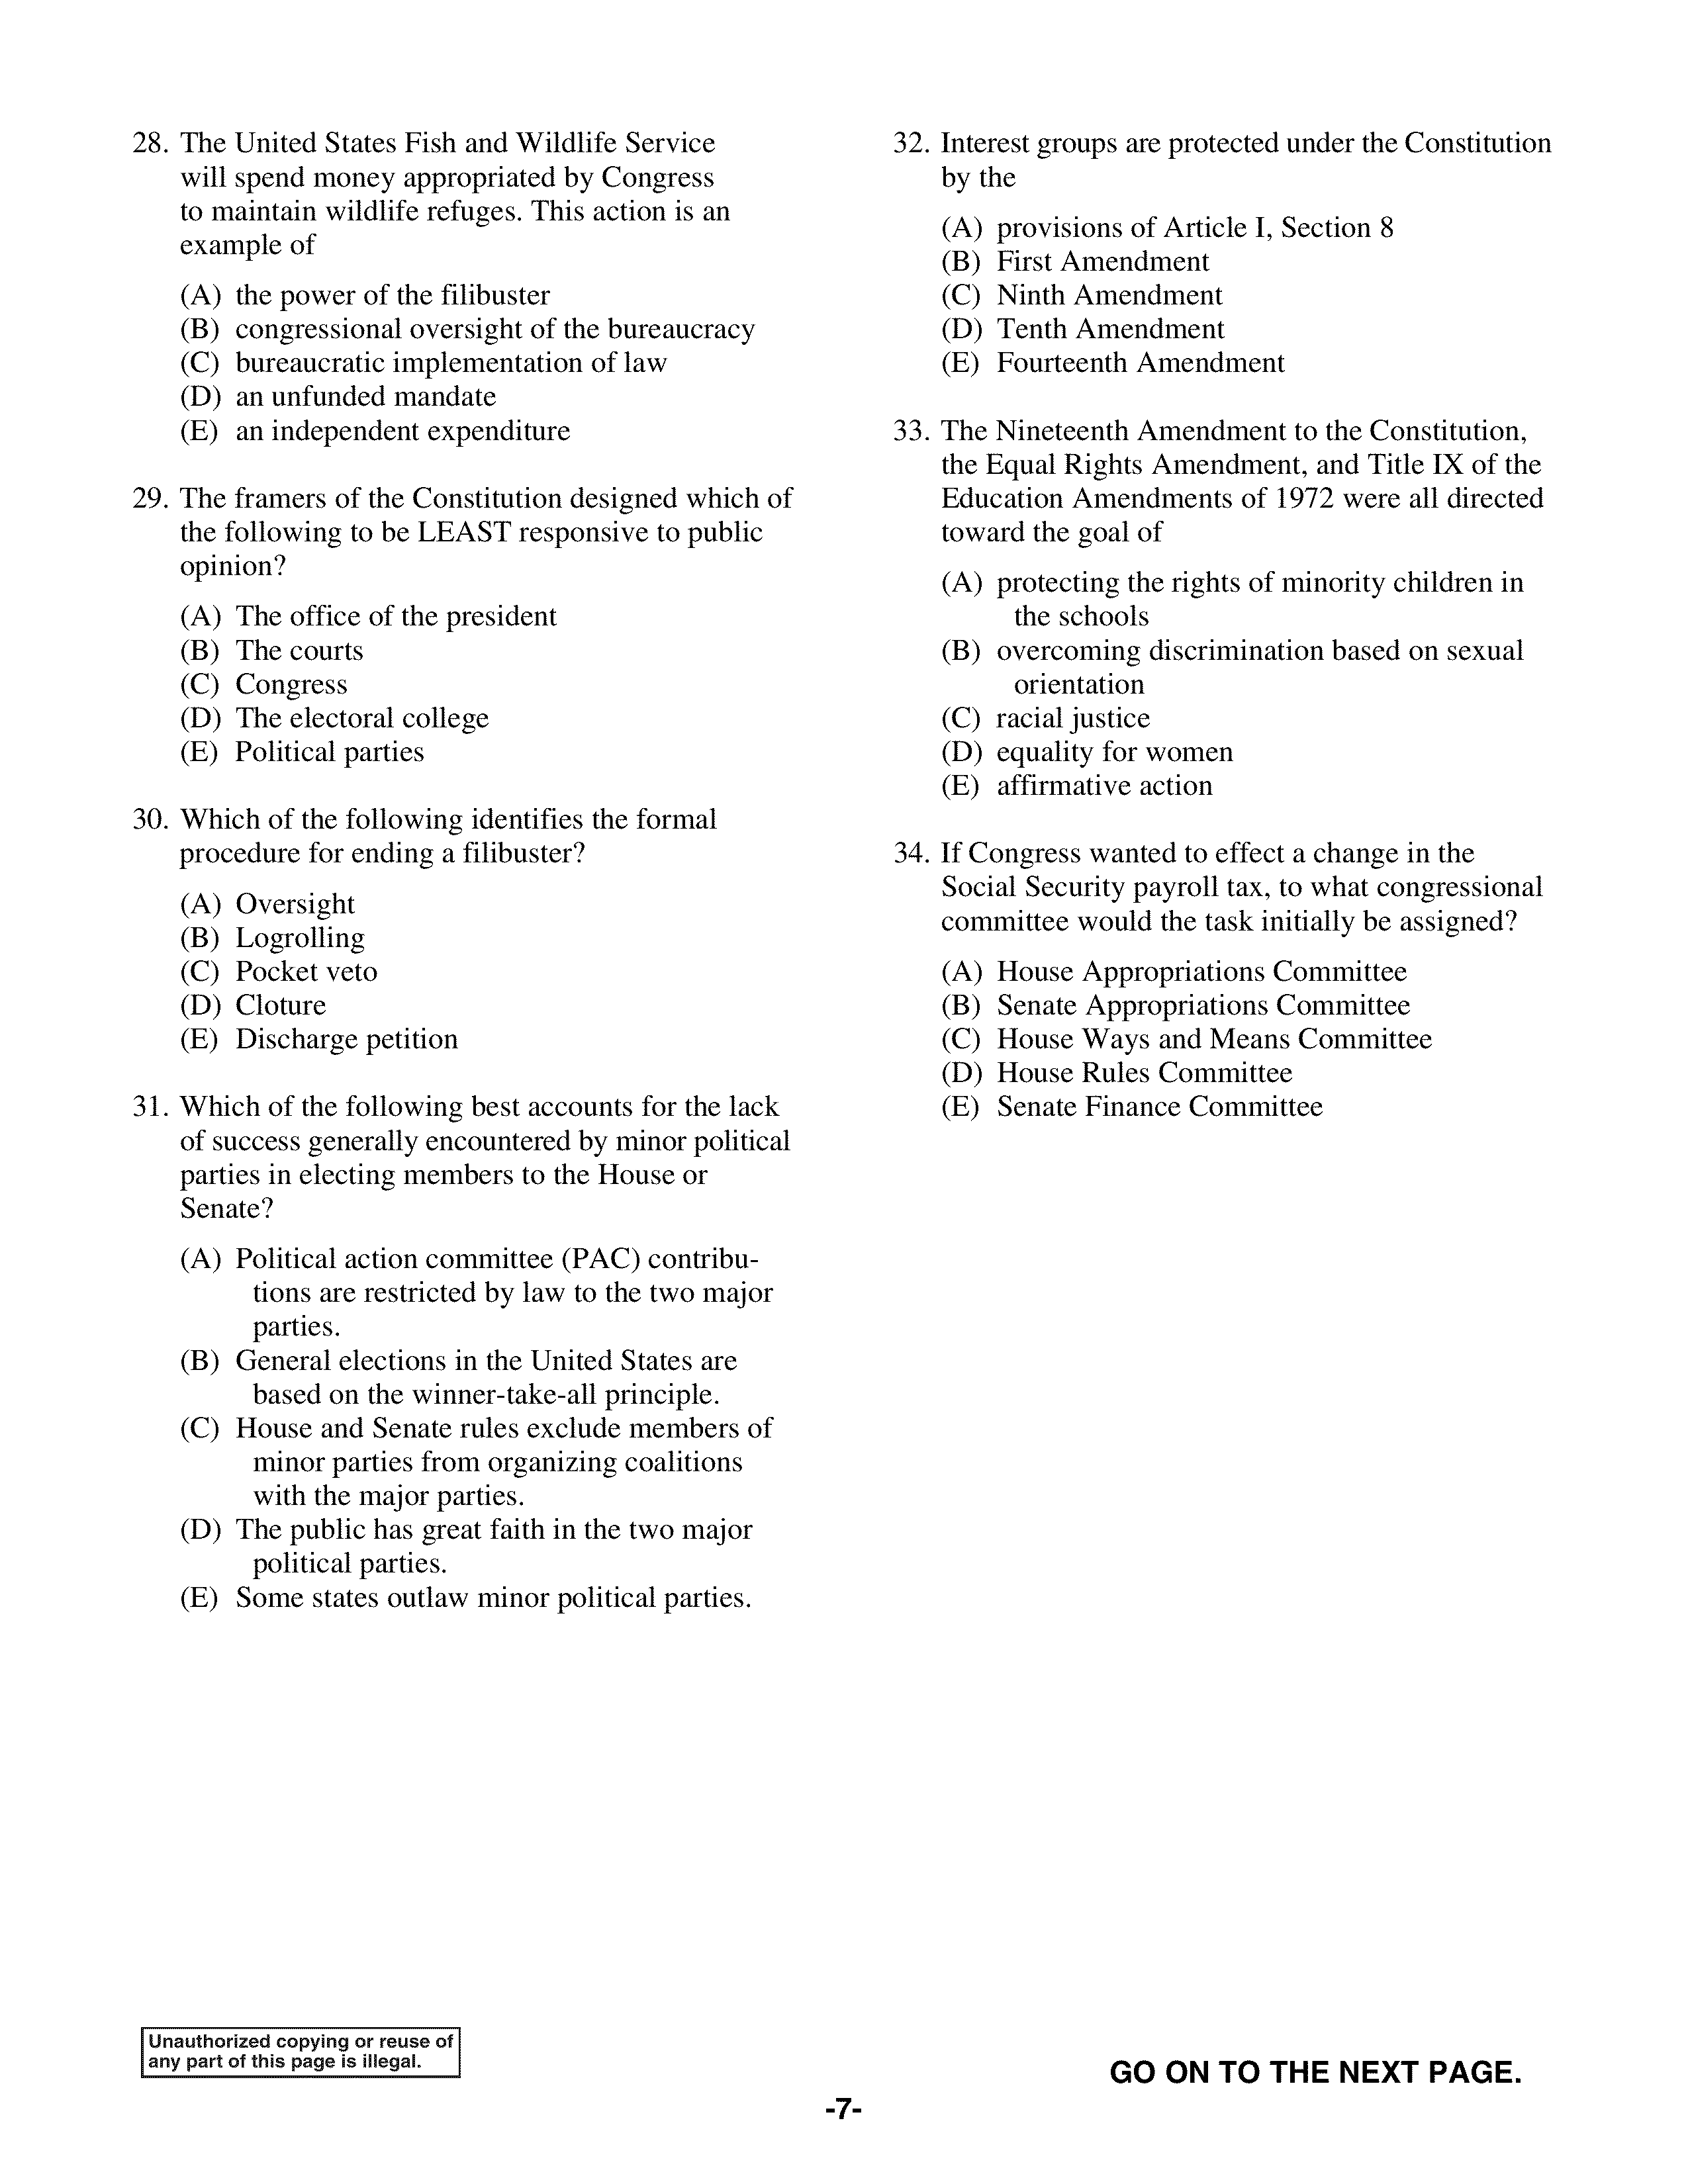 28. The United States Fish and Wildlife Service
will spend money appropriated by Congress
to maintain wildlife refuges. This action is an
example of
(A) the power of the filibuster
(B) congressional oversight of the bureaucracy
(C) bureaucratic implementation of law
(D) an unfunded mandate
(E) an independent expenditure
29. The framers of the Constitution designed which of
the following to be LEAST responsive to public
opinion?
(A) The office of the president
(B) The courts
(C) Congress
(D) The electoral college
(E) Political parties
30. Which of the following identifies the formal
procedure for ending a filibuster?
(A) Oversight
(B) Logrolling
(C) Pocket veto
(D) Cloture
(E) Discharge petition
31. Which of the following best accounts for the lack
of success generally encountered by minor political
parties in electing members to the House or
Senate?
(A) Political action committee (PAC) contribu-
tions are restricted by law to the two major
parties.
(B) General elections in the United States are
based on the winner-take-all principle.
(C) House and Senate rules exclude members of
minor parties from organizing coalitions
with the major parties.
(D) The public has great faith in the two major
political parties.
(E) Some states outlaw minor political parties.
32. Interest groups are protected under the Constitution
by the
(A) provisions of Article I, Section 8
(B) First Amendment
(C) Ninth Amendment
(D) Tenth Amendment
(E) Fourteenth Amendment
33. The Nineteenth Amendment to the Constitution,
the Equal Rights Amendment, and Title IX of the
Education Amendments of 1972 were all directed
toward the goal of
(A) protecting the rights of minority children in
the schools
(B) overcoming discrimination based on sexual
orientation
(C) racial justice
(D) equality for women
(E) affirmative action
34. If Congress wanted to effect a change in the
Social Security payroll tax, to what congressional
committee would the task initially be assigned?
(A) House Appropriations Committee
(B) Senate Appropriations Committee
(C) House Ways and Means Committee
(D) House Rules Committee
(E) Senate Finance Committee
Unauthorized copying or reuse of
any part of this page is illegal.
GO ON TO THE NEXT PAGE.
-7-